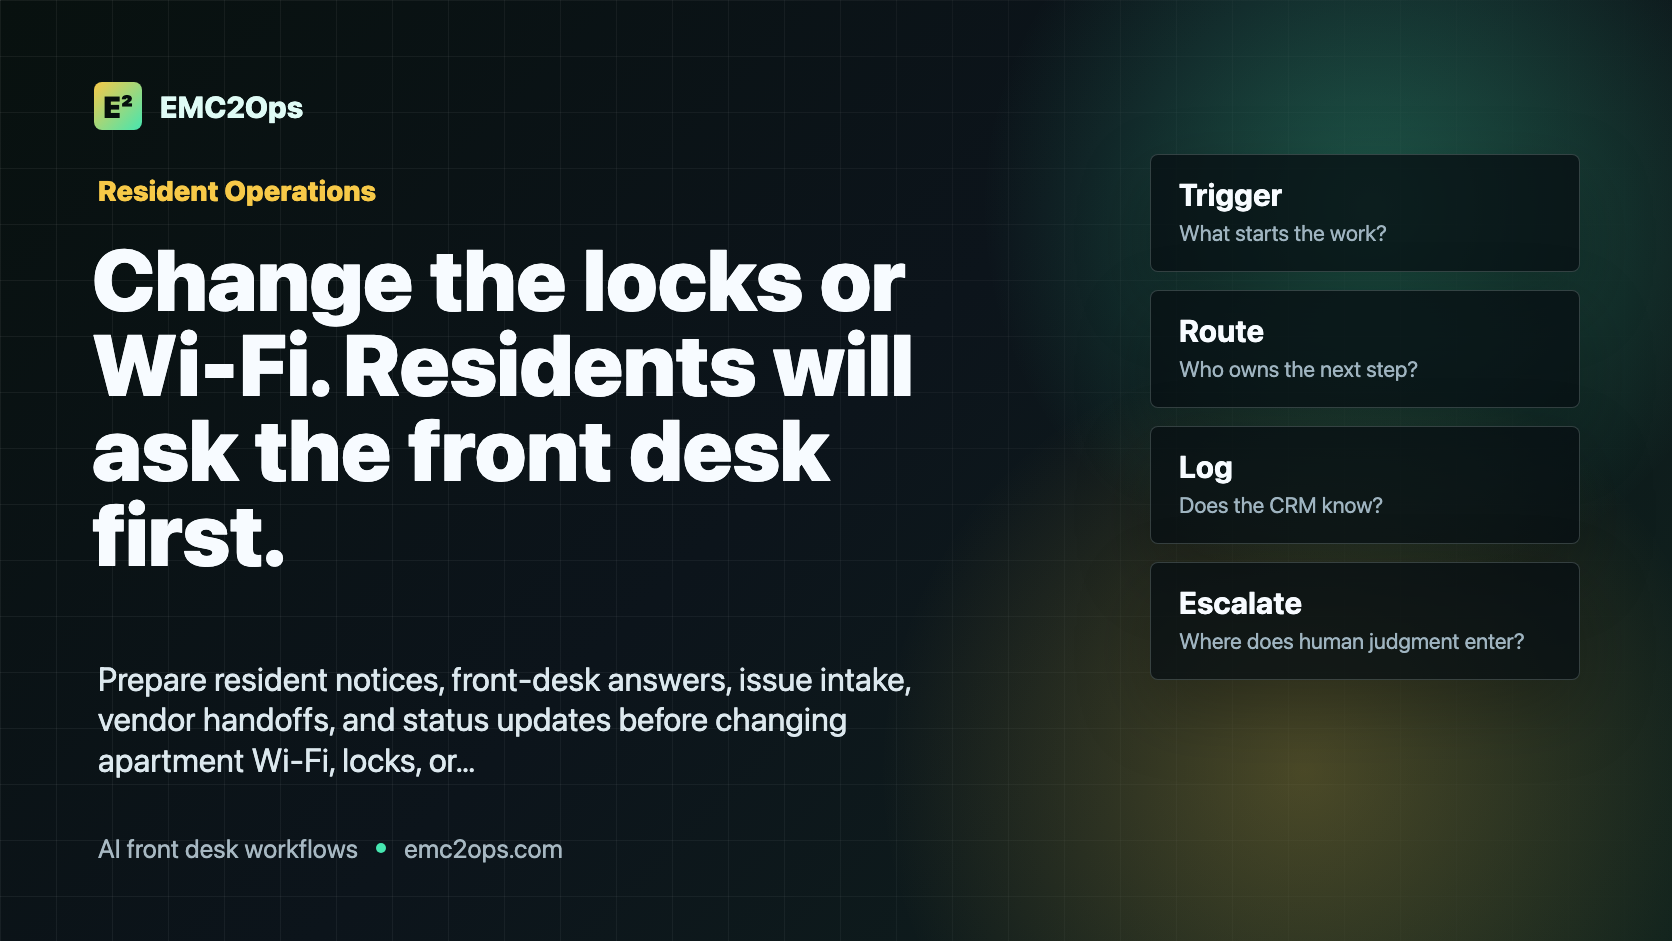 E² EMC2Ops
Resident Operations
Change the locks or
Wi-Fi. Residents will
ask the front desk
first.
Prepare resident notices, front-desk answers, issue intake,
vendor handoffs, and status updates before changing
apartment Wi-Fi, locks, or...
AI front desk workflows • emc2ops.com
Trigger
What starts the work?
Route
Who owns the next step?
Log
Does the CRM know?
Escalate
Where does human judgment enter?